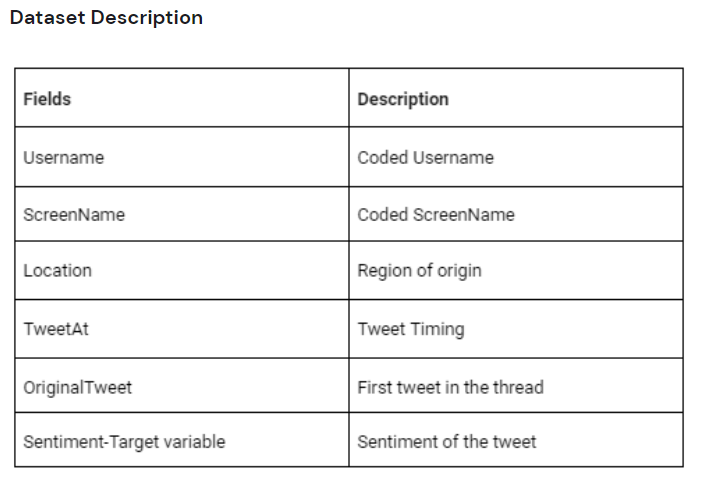 Dataset Description
Fields Description
Username Coded Username
ScreenName Coded ScreenName
Location Region of origin
TweetAt Tweet Timing
OriginalTweet First tweet in the thread
Sentiment-Target variable Sentiment of the tweet